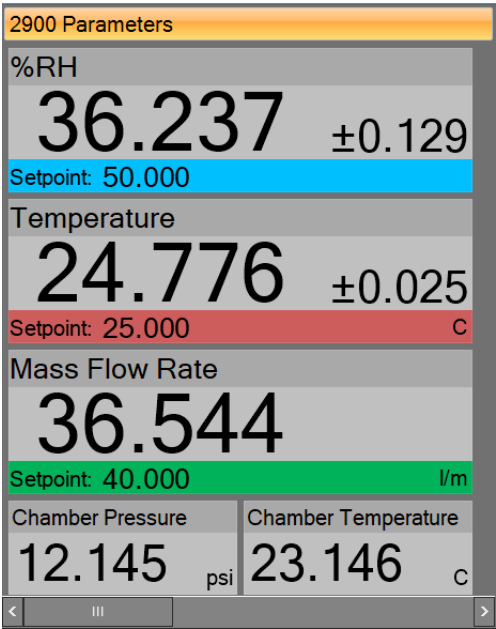 2900 Parameters
%RH
36.237 ±0.129
Setpoint: 50.000
Temperature
24.776 ±0.025
Setpoint: 25.000 C
Mass Flow Rate
36.544
Setpoint: 40.000 l/m
Chamber Pressure Chamber Temperature
12.145 psi 23.146 C